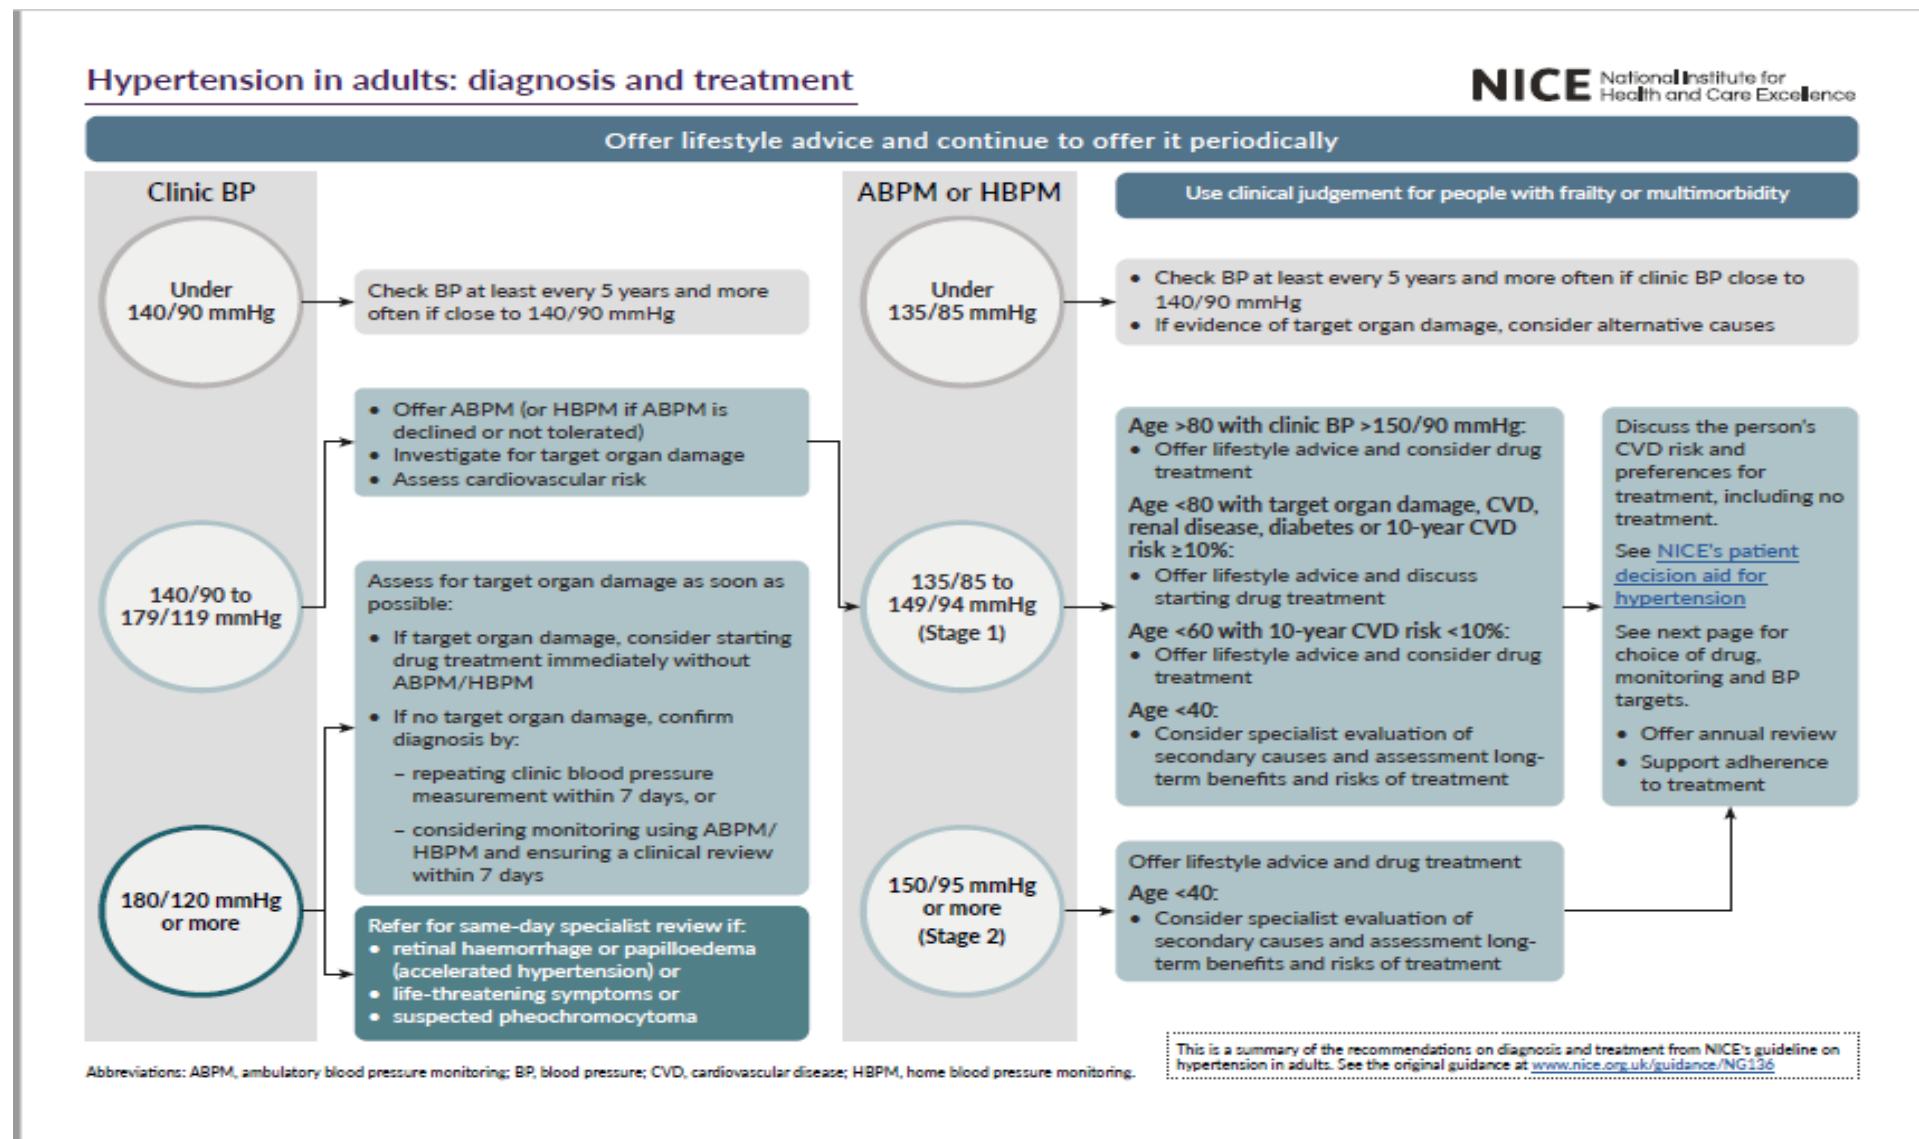 Hypertension in adults: diagnosis and treatment
NICE National Institute for
Health and Care Excellence
Offer lifestyle advice and continue to offer it periodically
Clinic BP
Under
140/90 mmHg
Check BP at least every 5 years and more
often if close to 140/90 mmHg
140/90 to
179/119 mmHg
• Offer ABPM (or HBPM if ABPM is
declined or not tolerated)
• Investigate for target organ damage
• Assess cardiovascular risk
180/120 mmHg
or more
Assess for target organ damage as soon as
possible:
• If target organ damage, consider starting
drug treatment immediately without
ABPM/HBPM
• If no target organ damage, confirm
diagnosis by:
– repeating clinic blood pressure
measurement within 7 days, or
– considering monitoring using ABPM/
HBPM and ensuring a clinical review
within 7 days
Refer for same-day specialist review if:
• retinal haemorrhage or papilloedema
(accelerated hypertension) or
• life-threatening symptoms or
• suspected pheochromocytoma
ABPM or HBPM
Use clinical judgement for people with frailty or multimorbidity
Under
135/85 mmHg
• Check BP at least every 5 years and more often if clinic BP close to
140/90 mmHg
• If evidence of target organ damage, consider alternative causes
135/85 to
149/94 mmHg
(Stage 1)
Age >80 with clinic BP >150/90 mmHg:
• Offer lifestyle advice and consider drug
treatment
Age <80 with target organ damage, CVD,
renal disease, diabetes or 10-year CVD
risk ≥10%:
• Offer lifestyle advice and discuss
starting drug treatment
Age <60 with 10-year CVD risk <10%:
• Offer lifestyle advice and consider drug
treatment
Age <40:
• Consider specialist evaluation of
secondary causes and assessment long-
term benefits and risks of treatment
Discuss the person's
CVD risk and
preferences for
treatment, including no
treatment.
See NICE's patient
decision aid for
hypertension
See next page for
choice of drug,
monitoring and BP
targets.
• Offer annual review
• Support adherence
to treatment
150/95 mmHg
or more
(Stage 2)
Offer lifestyle advice and drug treatment
Age <40:
• Consider specialist evaluation of
secondary causes and assessment long-
term benefits and risks of treatment
Abbreviations: ABPM, ambulatory blood pressure monitoring; BP, blood pressure; CVD, cardiovascular disease; HBPM, home blood pressure monitoring.
This is a summary of the recommendations on diagnosis and treatment from NICE's guideline on
hypertension in adults. See the original guidance at www.nice.org.uk/guidance/NG136